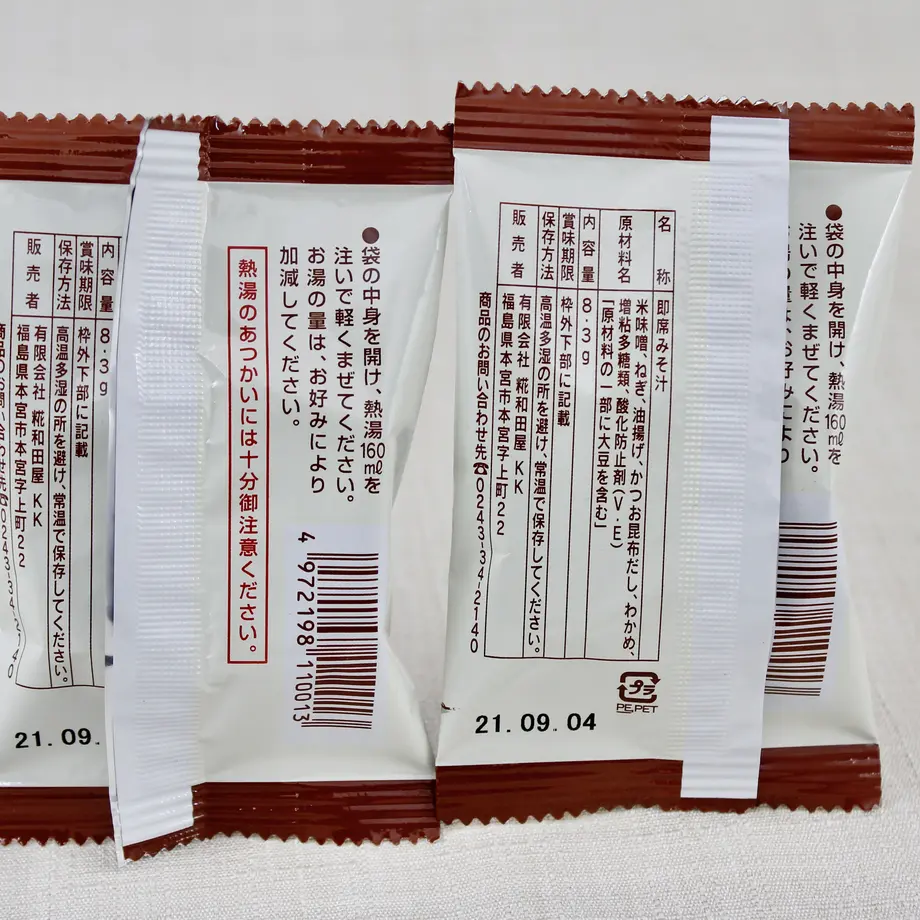 販売者 有限会社 糀和田屋 KK
福島県本宮市本宮字上町22
保存方法 高温多湿の所を避け、常温で保存してください。
賞味期限 枠外下部に記載
内容量 8.3g
21.09.
●袋の中身を開け、熱湯160㎖を
注いで軽くまぜてください。
お湯の量は、お好みにより
加減してください。
熱湯のあつかいには十分御注意ください。
4 972198 110013
名称 即席みそ汁
原材料名 米味噌、ねぎ、油揚げ、かつお昆布だし、わかめ、
増粘多糖類、酸化防止剤(V.E)
「原材料の一部に大豆を含む」
内容量 8.3g
賞味期限 枠外下部に記載
保存方法 高温多湿の所を避け、常温で保存してください。
販売者 有限会社 糀和田屋 KK
福島県本宮市本宮字上町22
商品のお問い合わせ先☎0243-34-2140
プラ
PE,PET
21.09.04
●袋の中身を開け、熱湯160㎖を
注いで軽くまぜてください。